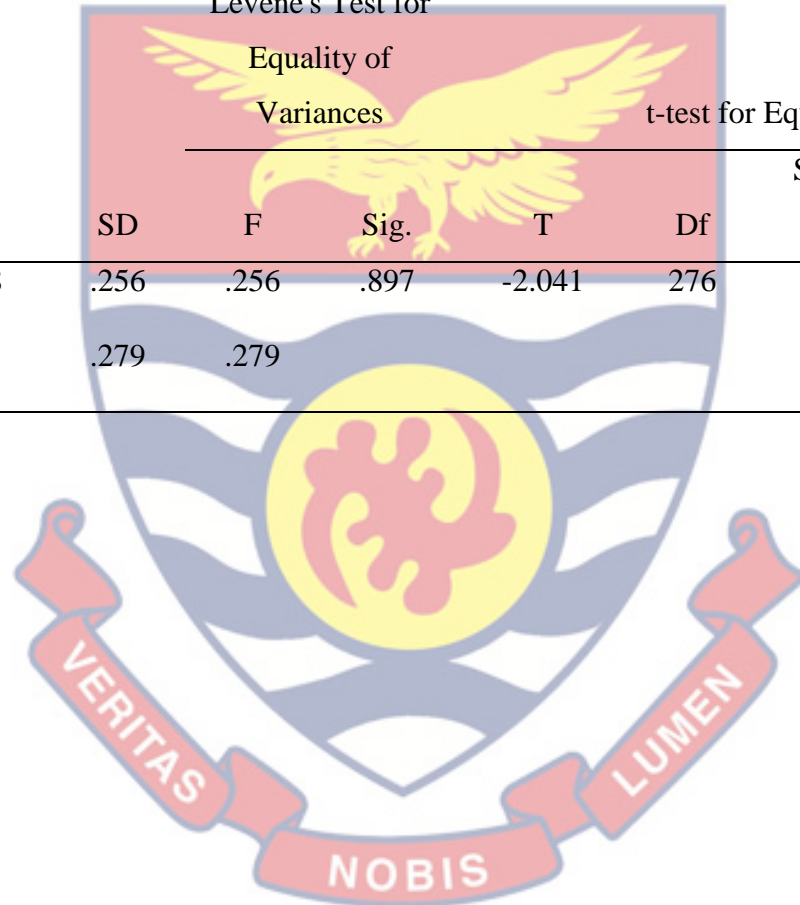 Levene's Test for
Equality of
Variances t-test for Eq
SD F Sig. T Df
.256 .256 .897 -2.041 276
.279 .279
VERITAS
NOBIS
LUMEN